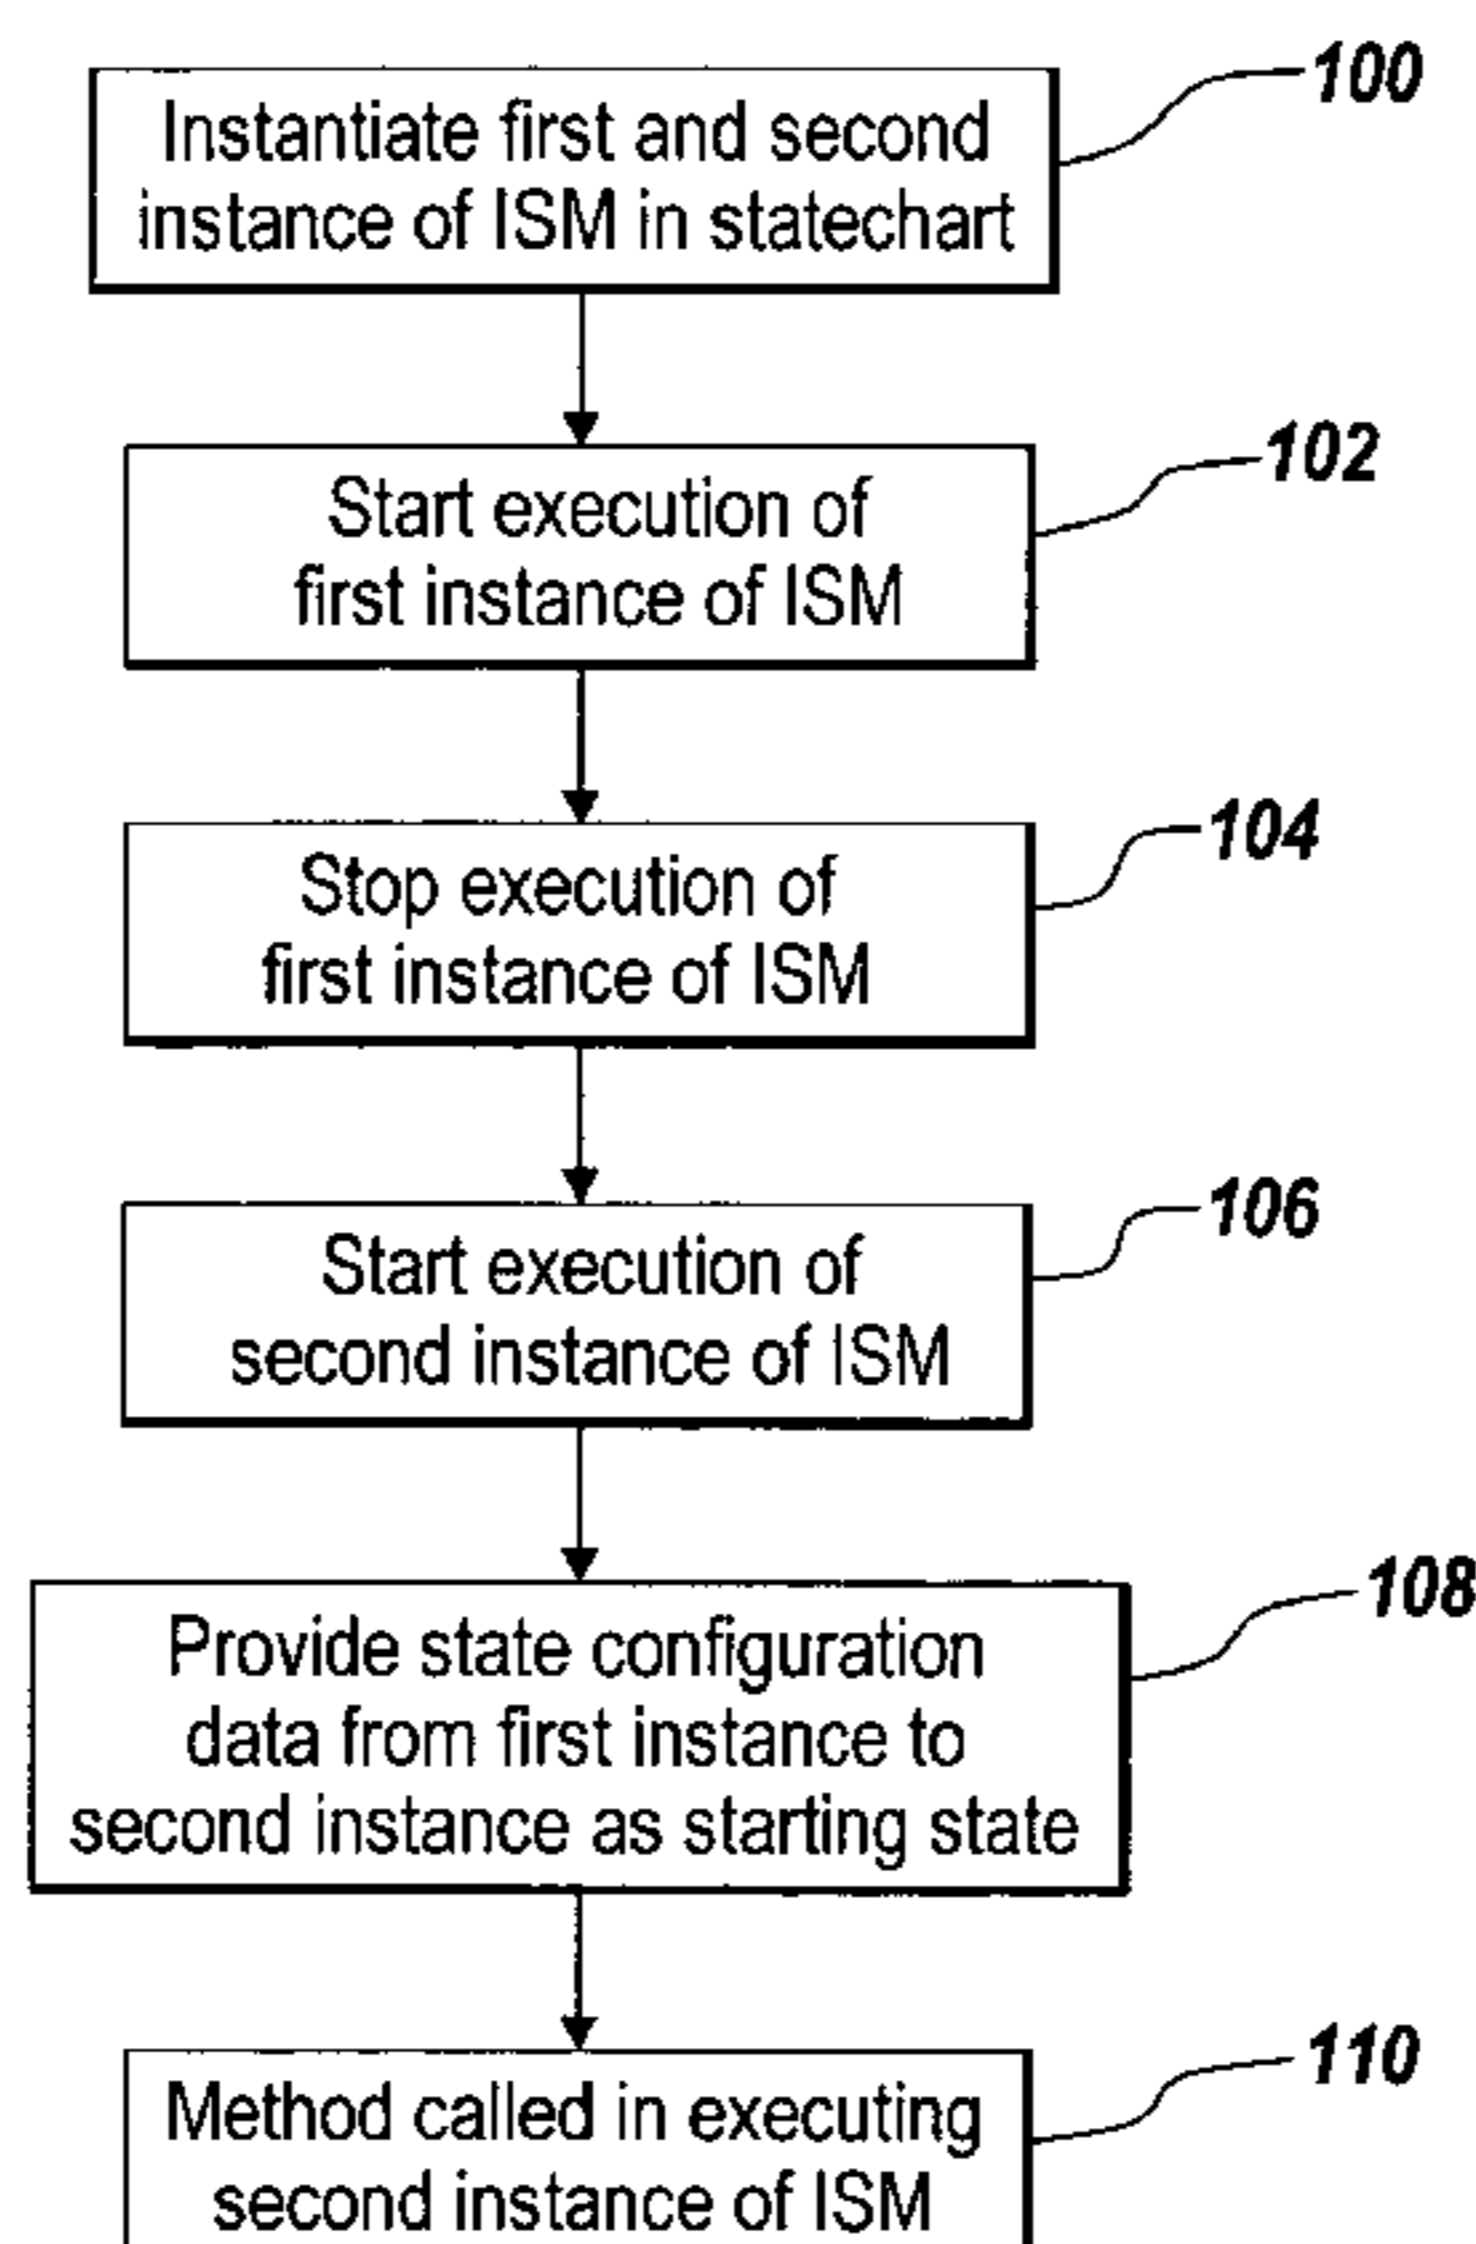 100
Instantiate first and second
instance of ISM in statechart
102
Start execution of
first instance of ISM
104
Stop execution of
first instance of ISM
106
Start execution of
second instance of ISM
108
Provide state configuration
data from first instance to
second instance as starting state
110
Method called in executing
second instance of ISM